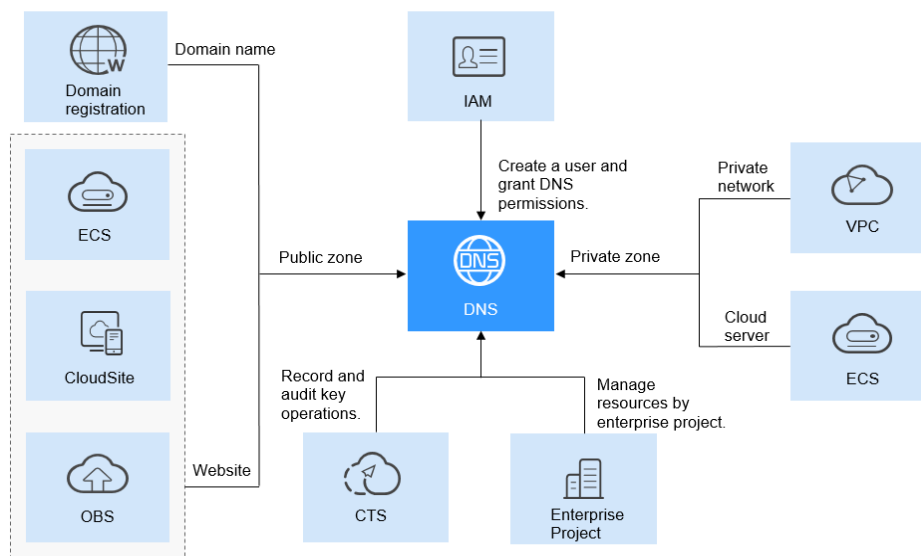 W
Domain
registration
Domain name
IAM
Create a user and
grant DNS
permissions.
ECS
CloudSite
OBS
Website
Public zone
DNS
DNS
Private zone
Private
network
VPC
Cloud
server
ECS
Record and
audit key
operations.
CTS
Manage
resources by
enterprise project.
Enterprise
Project